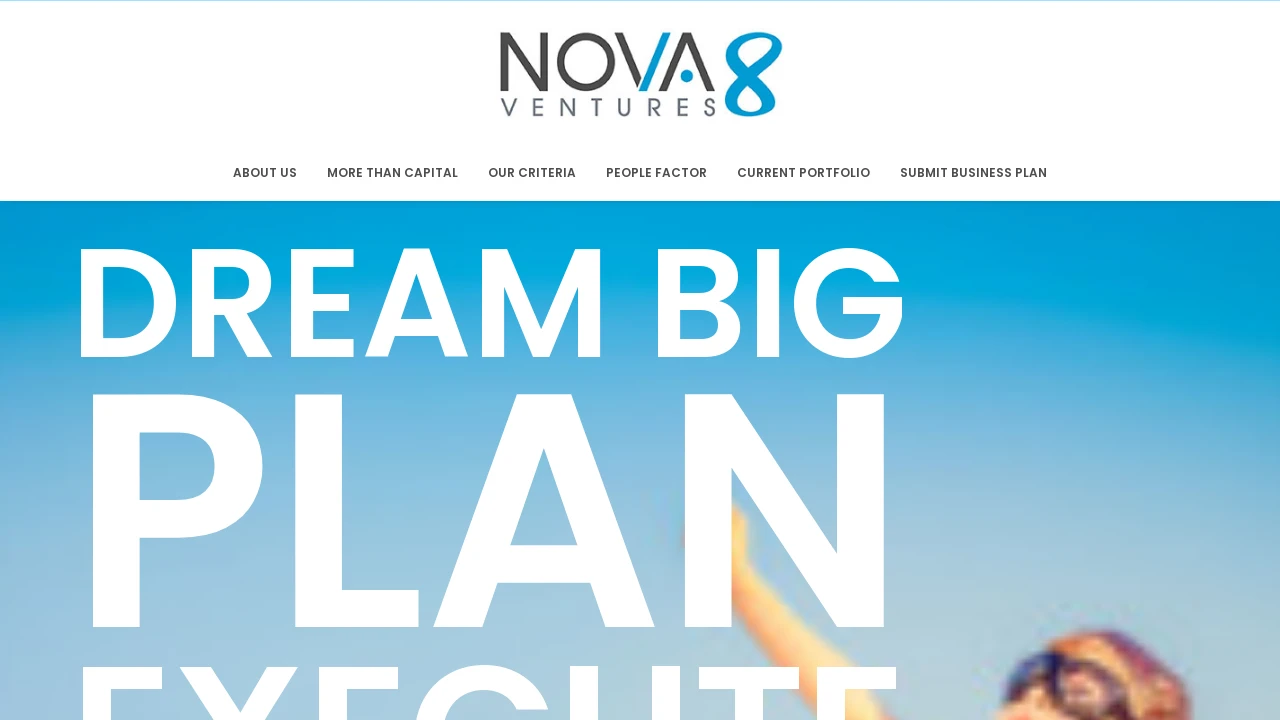 NOVA 8
VENTURES
ABOUT US MORE THAN CAPITAL OUR CRITERIA PEOPLE FACTOR CURRENT PORTFOLIO SUBMIT BUSINESS PLAN
DREAM BIG
PLAN
EXECUTE